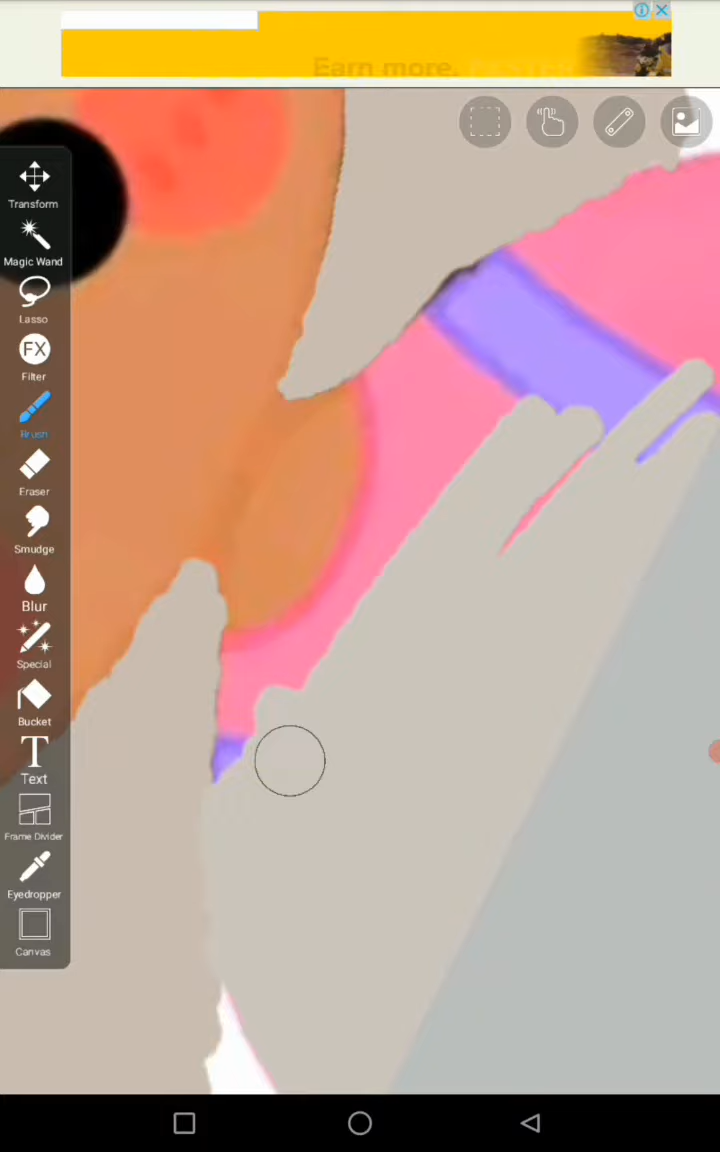 Earn more.
Transform
Magic Wand
Lasso
FX
Filter
Brush
Eraser
Smudge
Blur
Special
Bucket
T
Text
Frame Divider
Eyedropper
Canvas